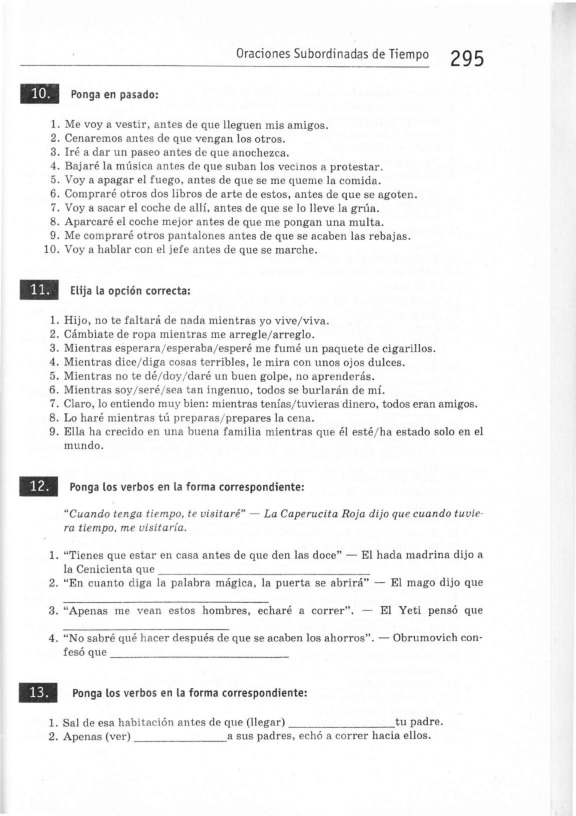 Oraciones Subordinadas de Tiempo 295
10. Ponga en pasado:
1. Me voy a vestir, antes de que lleguen mis amigos.
2. Cenaremos antes de que vengan los otros.
3. Iré a dar un paseo antes de que anochezca.
4. Bajaré la música antes de que suban los vecinos a protestar.
5. Voy a apagar el fuego, antes de que se me queme la comida.
6. Compraré otros dos libros de arte de estos, antes de que se agoten.
7. Voy a sacar el coche de allí, antes de que se lo lleve la grúa.
8. Aparcaré el coche mejor antes de que me pongan una multa.
9. Me compraré otros pantalones antes de que se acaben las rebajas.
10. Voy a hablar con el jefe antes de que se marche.
11. Elija la opción correcta:
1. Hijo, no te faltará de nada mientras yo vive/viva.
2. Cámbiate de ropa mientras me arregle/arreglo.
3. Mientras esperara/esperaba/esperé me fumé un paquete de cigarillos.
4. Mientras dice/diga cosas terribles, le mira con unos ojos dulces.
5. Mientras no te dé/doy/daré un buen golpe, no aprenderás.
6. Mientras soy/seré/sea tan ingenuo, todos se burlarán de mí.
7. Claro, lo entiendo muy bien: mientras tenías/tuvieras dinero, todos eran amigos.
8. Lo haré mientras tú preparas/prepares la cena.
9. Ella ha crecido en una buena familia mientras que él esté/ha estado solo en el
mundo.
12. Ponga los verbos en la forma correspondiente:
"Cuando tenga tiempo, te visitaré" — La Caperucita Roja dijo que cuando tuvie-
ra tiempo, me visitaría.
1. "Tienes que estar en casa antes de que den las doce" — El hada madrina dijo a
la Cenicienta que ____
2. "En cuanto diga la palabra mágica, la puerta se abrirá" — El mago dijo que
____
3. "Apenas me vean estos hombres, echaré a correr". — El Yeti pensó que
____
4. "No sabré qué hacer después de que se acaben los ahorros". — Obrumovich con-
fesó que ____
13. Ponga los verbos en la forma correspondiente:
1. Sal de esa habitación antes de que (llegar) ____ tu padre.
2. Apenas (ver) ____ a sus padres, echó a correr hacia ellos.